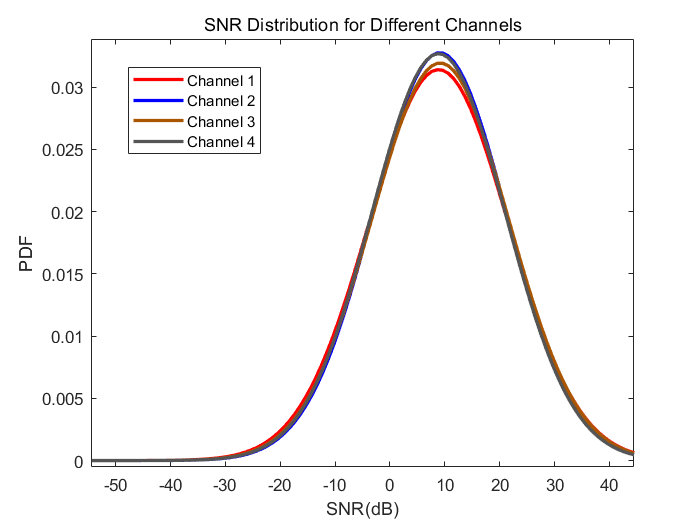 SNR Distribution for Different Channels
Channel 1
Channel 2
Channel 3
Channel 4
0.03
0.025
0.02
0.015
0.01
0.005
0
PDF
-50 -40 -30 -20 -10 0 10 20 30 40
SNR(dB)